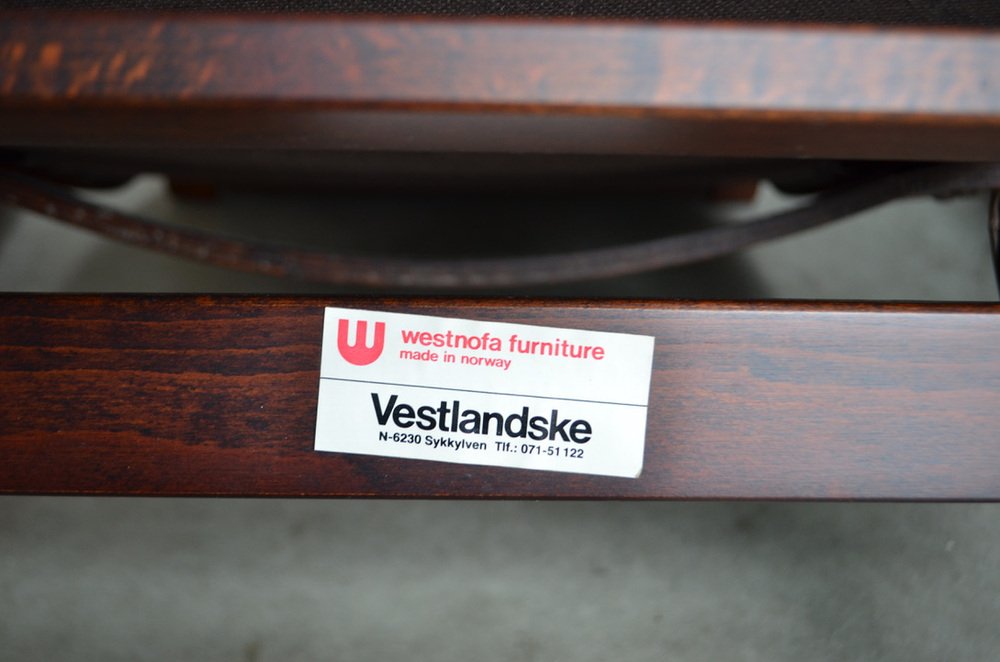 westnofa furniture
made in norway
Vestlandske
N-6230 Sykkylven Tlf.: 071-51 122